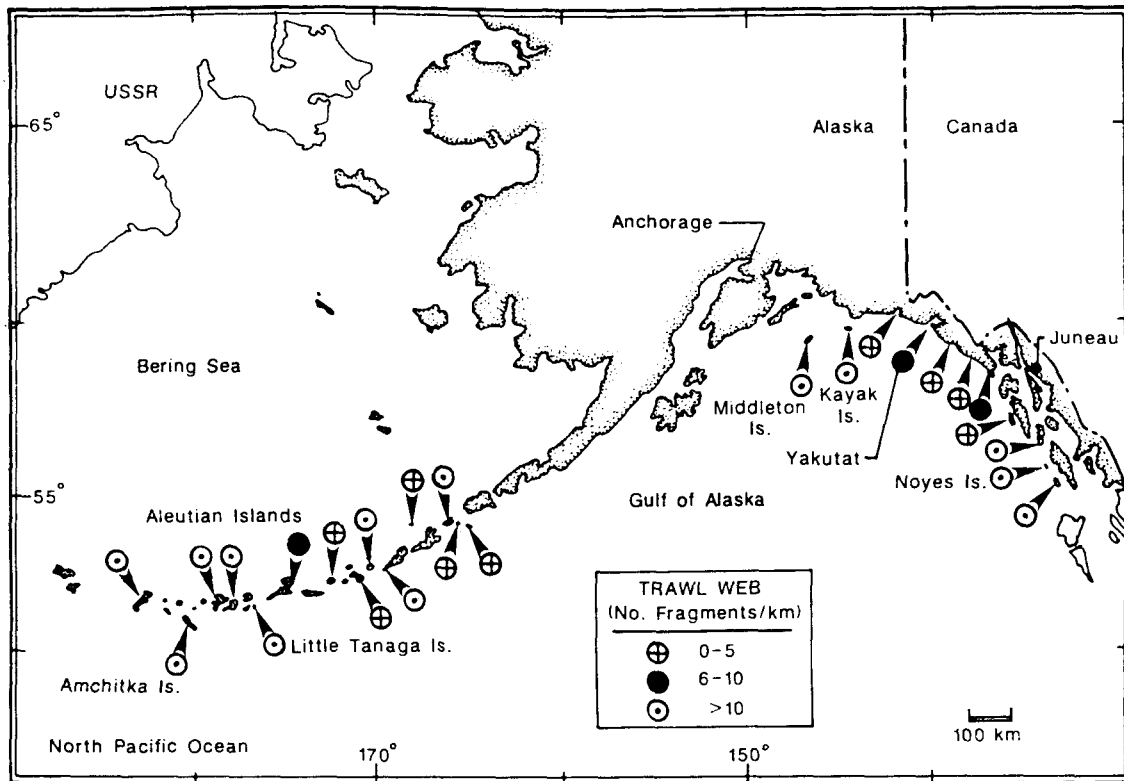 USSR
65°
Alaska
Canada
Anchorage
Juneau
Bering Sea
Middleton
Is.
Kayak
Is.
Yakutat
Noyes Is.
55°
Gulf of Alaska
Aleutian Islands
TRAWL WEB
(No. Fragments/km)
0-5
6-10
>10
Little Tanaga Is.
Amchitka Is.
100 km
North Pacific Ocean
170°
150°